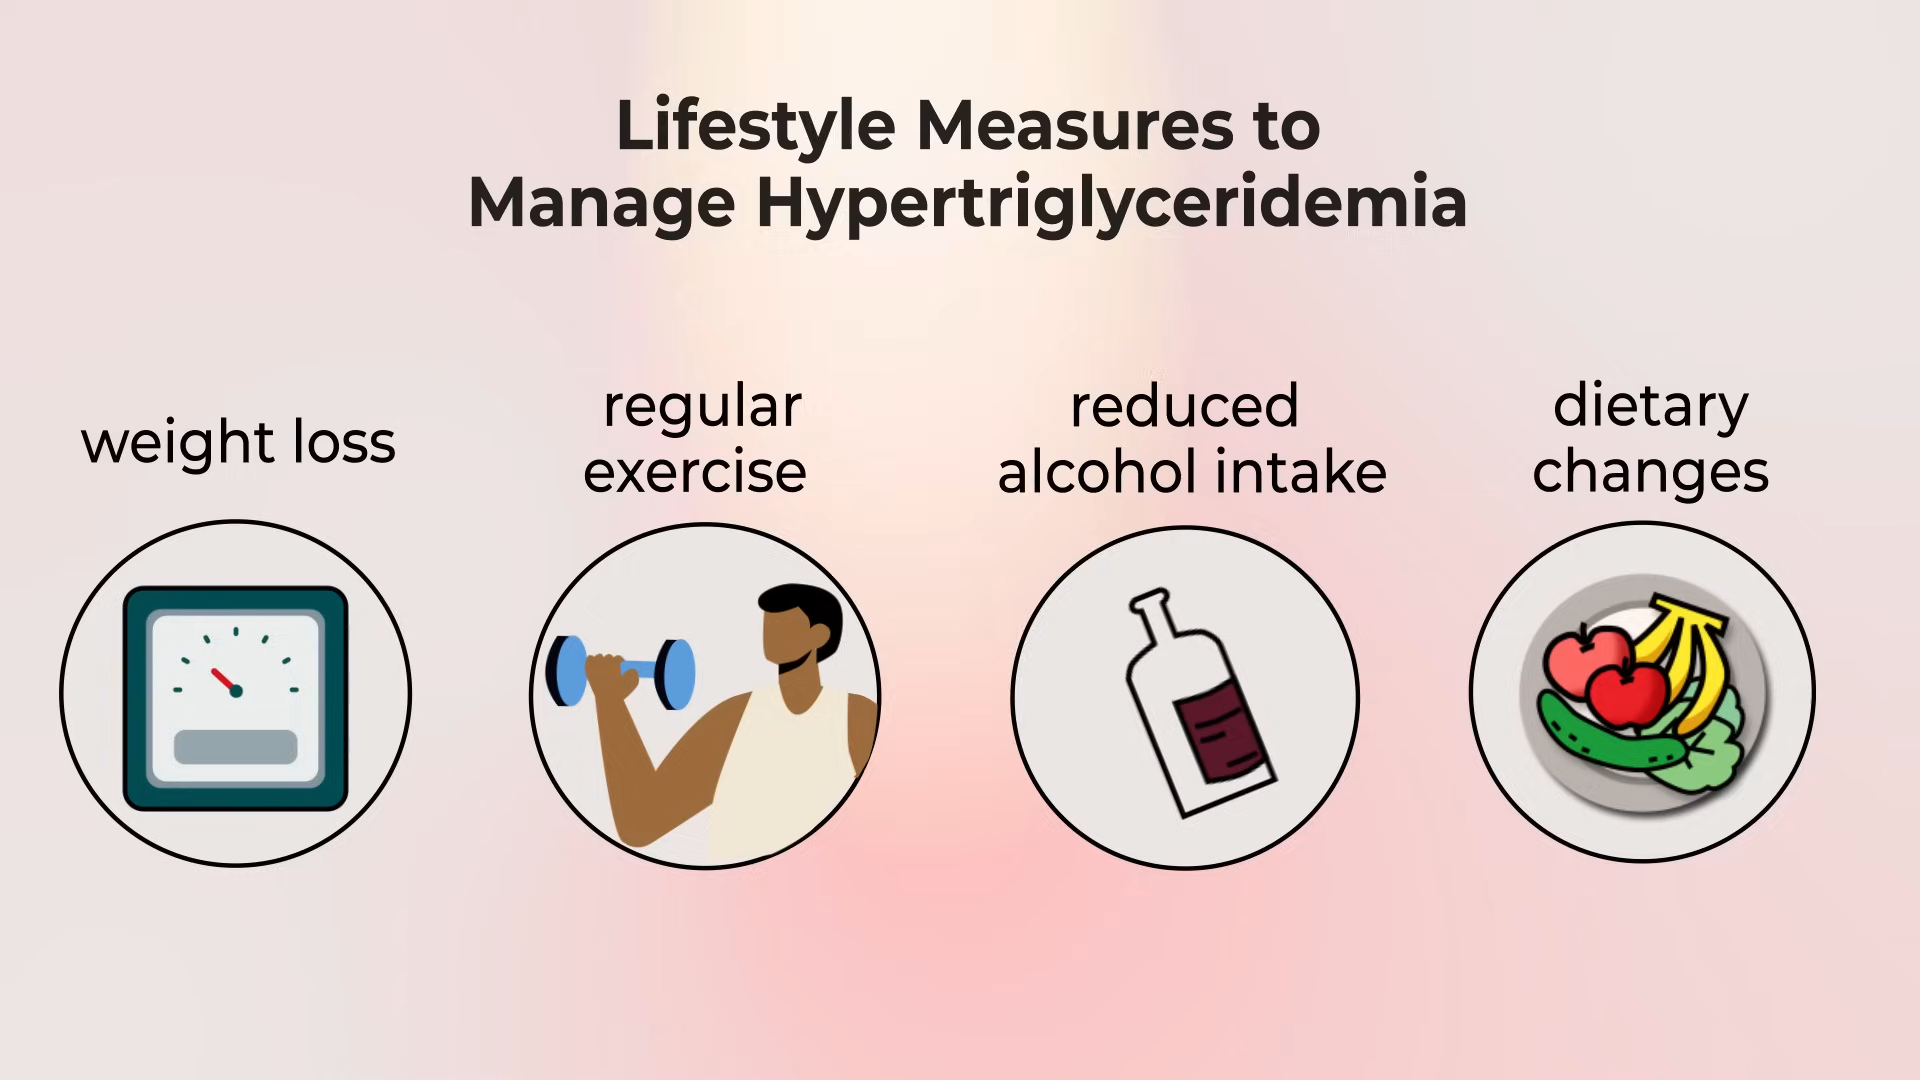 Lifestyle Measures to
Manage Hypertriglyceridemia
weight loss
regular
exercise
reduced
alcohol intake
dietary
changes